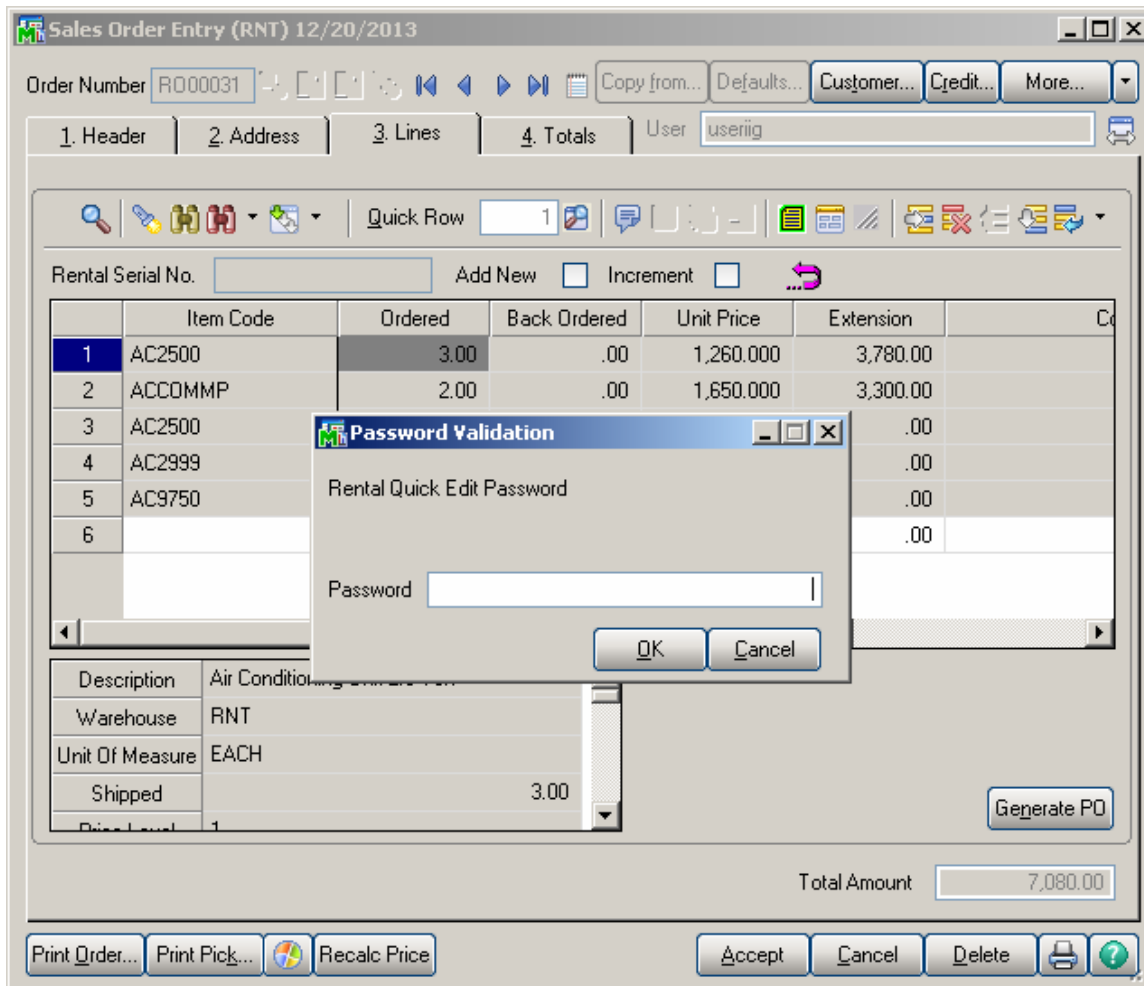 Sales Order Entry (RNT) 12/20/2013
Order Number RO00031 Copy from... Defaults... Customer... Credit... More...
1. Header 2. Address 3. Lines 4. Totals User useriig
Quick Row 1
Rental Serial No. Add New Increment
Item Code Ordered Back Ordered Unit Price Extension
1 AC2500 3.00 .00 1,260.000 3,780.00
2 ACCOMMP 2.00 .00 1,650.000 3,300.00
3 AC2500 .00
4 AC2999 .00
5 AC9750 .00
6 .00
Password Validation
Rental Quick Edit Password
Password
OK Cancel
Description Air Conditioning
Warehouse RNT
Unit Of Measure EACH
Shipped 3.00
Price Level 1
Generate PO
Total Amount 7,080.00
Print Order... Print Pick... Recalc Price Accept Cancel Delete